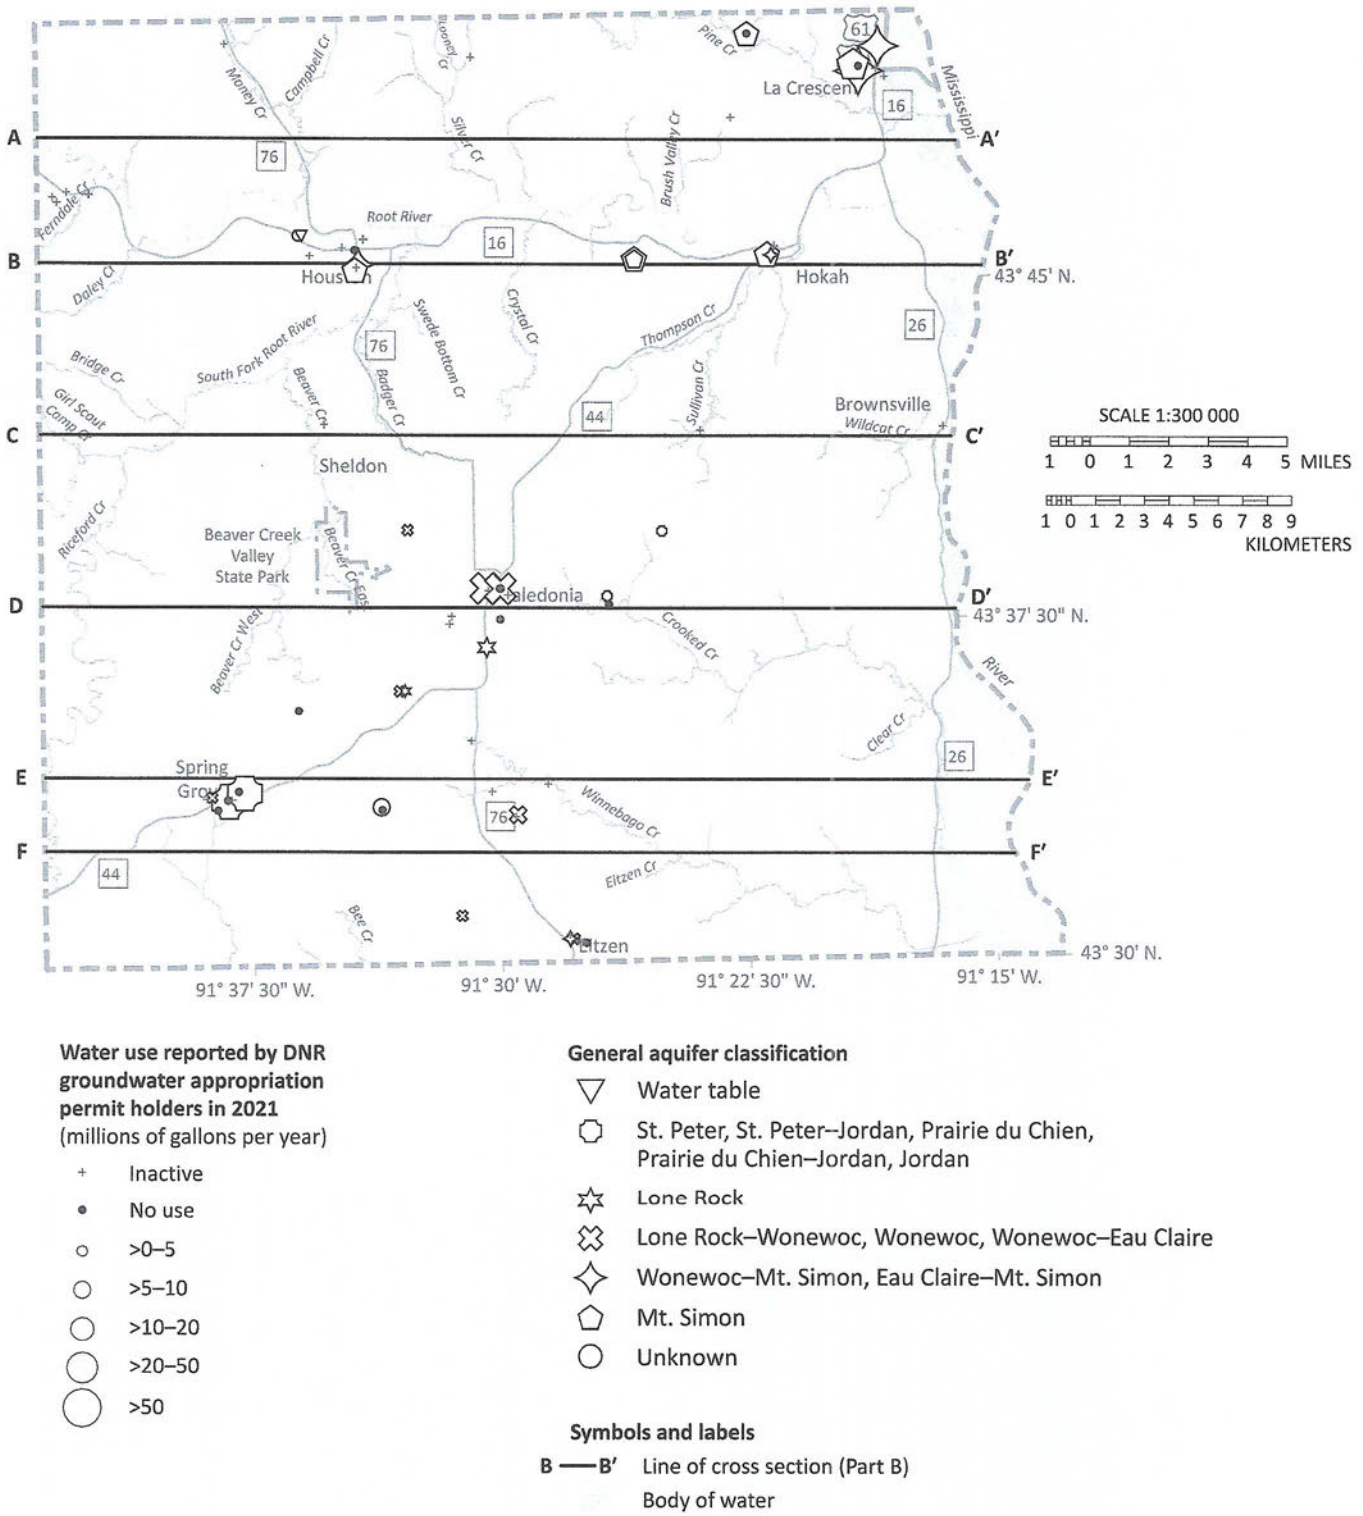 61
Pine Cr
Looney Cr
Campbell Cr
Money Cr
La Crescen
Mississippi
16
A
A'
76
Silver Cr
Brush Valley Cr
Ferndale Cr
Root River
16
B
B'
Hous n
Hokah
43° 45' N.
Daley Cr
Crystal Cr
Swede Bottom Cr
Thompson Cr
26
South Fork Root River
76
Bridge Cr
Beaver Cr
Badger Cr
Sullivan Cr
Girl Scout
Camp Cr
44
Brownsville
Wildcat Cr
SCALE 1:300 000
C
C'
1 0 1 2 3 4 5 MILES
Sheldon
1 0 1 2 3 4 5 6 7 8 9
KILOMETERS
Riceford Cr
Beaver Creek
Valley
State Park
Beaver Cr East
aledonia
D
D'
43° 37' 30" N.
Beaver Cr West
Crooked Cr
River
Clear Cr
26
Spring
E
E'
Gro
76
Winnebago Cr
F
F'
44
Eitzen Cr
Bee Cr
Eitzen
43° 30' N.
91° 37' 30" W.
91° 30' W.
91° 22' 30" W.
91° 15' W.
Water use reported by DNR
groundwater appropriation
permit holders in 2021
(millions of gallons per year)
Inactive
No use
>0–5
>5–10
>10–20
>20–50
>50
General aquifer classification
Water table
St. Peter, St. Peter–Jordan, Prairie du Chien,
Prairie du Chien–Jordan, Jordan
Lone Rock
Lone Rock–Wonewoc, Wonewoc, Wonewoc–Eau Claire
Wonewoc–Mt. Simon, Eau Claire–Mt. Simon
Mt. Simon
Unknown
Symbols and labels
B B' Line of cross section (Part B)
Body of water